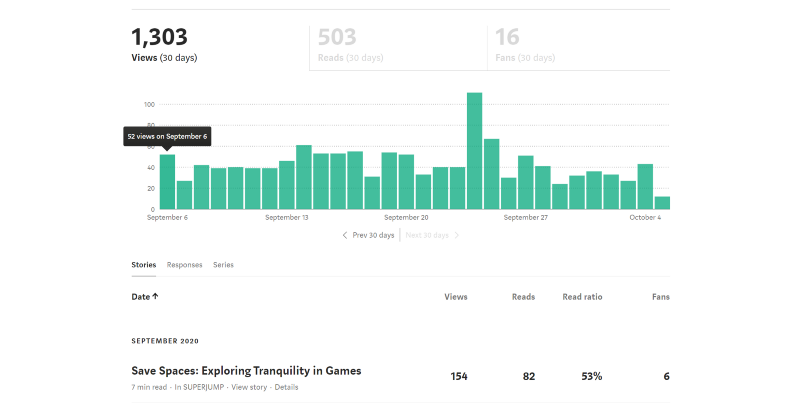 1,303
Views (30 days)
503
Reads (30 days)
16
Fans (30 days)
100
80
52 views on September 6
60
40
20
0
September 6
September 13
September 20
September 27
October 4
Prev 30 days
Next 30 days
Stories
Responses
Series
Date ↑
Views
Reads
Read ratio
Fans
SEPTEMBER 2020
Save Spaces: Exploring Tranquility in Games
154
82
53%
6
7 min read · In SUPERJUMP · View story · Details